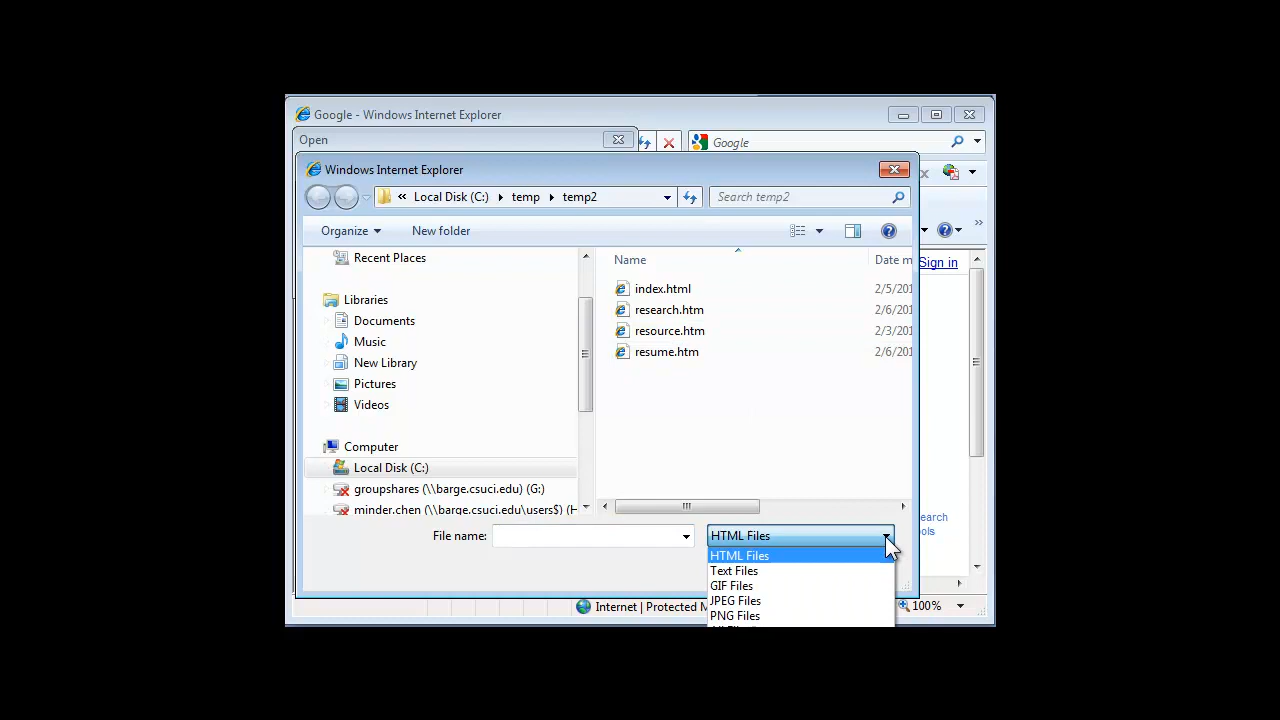 Google - Windows Internet Explorer
Open
Google
Windows Internet Explorer
« Local Disk (C:) temp temp2
Search temp2
Organize
New folder
Sign in
Recent Places
Libraries
Documents
Music
New Library
Pictures
Videos
Computer
Local Disk (C:)
groupshares (\\barge.csuci.edu) (G:)
minder.chen (\\barge.csuci.edu\users$) (H
Name
Date m
index.html
2/5/201
research.htm
2/6/201
resource.htm
2/3/201
resume.htm
2/6/201
earch
ols
File name:
HTML Files
HTML Files
Text Files
GIF Files
JPEG Files
PNG Files
Internet | Protected M
100%